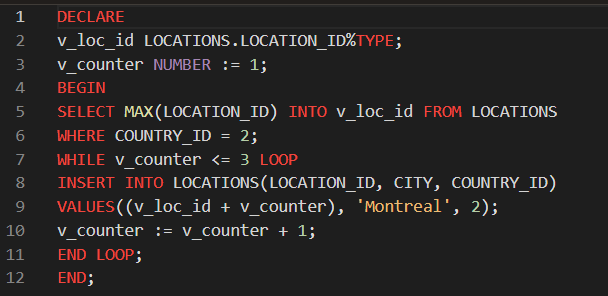 1 DECLARE
2 v_loc_id LOCATIONS.LOCATION_ID%TYPE;
3 v_counter NUMBER := 1;
4 BEGIN
5 SELECT MAX(LOCATION_ID) INTO v_loc_id FROM LOCATIONS
6 WHERE COUNTRY_ID = 2;
7 WHILE v_counter <= 3 LOOP
8 INSERT INTO LOCATIONS(LOCATION_ID, CITY, COUNTRY_ID)
9 VALUES((v_loc_id + v_counter), 'Montreal', 2);
10 v_counter := v_counter + 1;
11 END LOOP;
12 END;